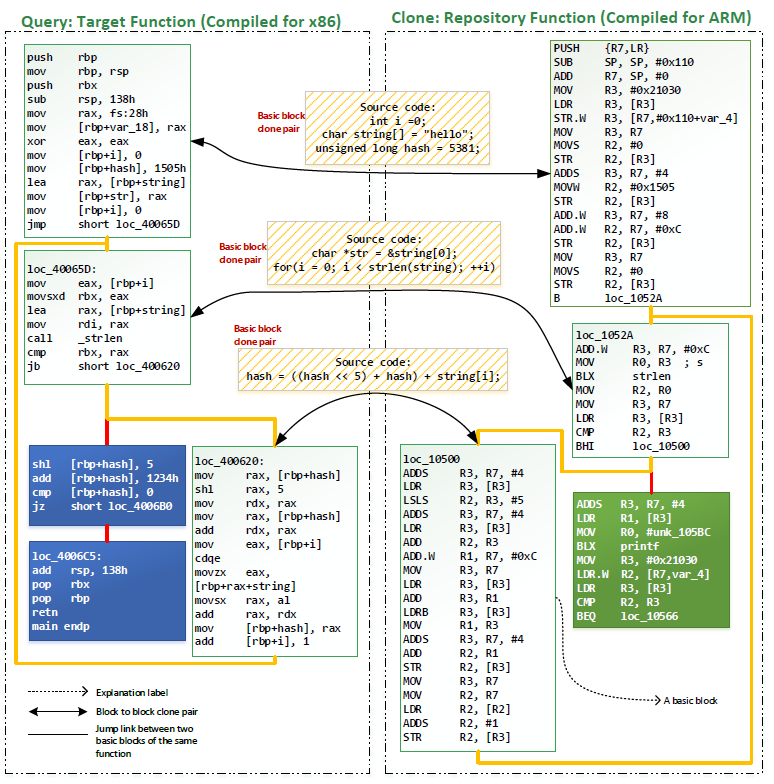 Query: Target Function (Compiled for x86)
push rbp
mov rbp, rsp
push rbx
sub rsp, 138h
mov rax, fs:28h
mov [rbp+var_18], rax
xor eax, eax
mov [rbp+i], 0
mov [rbp+hash], 1505h
lea rax, [rbp+string]
mov [rbp+str], rax
mov [rbp+i], 0
jmp short loc_40065D
loc_40065D:
mov eax, [rbp+i]
movsxd rbx, eax
lea rax, [rbp+string]
mov rdi, rax
call _strlen
cmp rbx, rax
jb short loc_400620
shl [rbp+hash], 5
add [rbp+hash], 1234h
cmp [rbp+hash], 0
jz short loc_4006B0
loc_4006C5:
add rsp, 138h
pop rbx
pop rbp
retn
main endp
loc_400620:
mov rax, [rbp+hash]
shl rax, 5
mov rdx, rax
mov rax, [rbp+hash]
add rdx, rax
mov eax, [rbp+i]
cdqe
movzx eax,
[rbp+rax+string]
movsx rax, al
add rax, rdx
mov [rbp+hash], rax
add [rbp+i], 1
Explanation label
Block to block clone pair
Jump link between two
basic blocks of the same
function
Basic block
clone pair
Source code:
int i =0;
char string[] = "hello";
unsigned long hash = 5381;
Basic block
clone pair
Source code:
char *str = &string[0];
for(i = 0; i < strlen(string); ++i)
Basic block
clone pair
Source code:
hash = ((hash << 5) + hash) + string[i];
Clone: Repository Function (Compiled for ARM)
PUSH {R7,LR}
SUB SP, SP, #0x110
ADD R7, SP, #0
MOV R3, #0x21030
LDR R3, [R3]
STR.W R3, [R7,#0x110+var_4]
MOV R3, R7
MOVS R2, #0
STR R2, [R3]
ADDS R3, R7, #4
MOVW R2, #0x1505
STR R2, [R3]
ADD.W R3, R7, #8
ADD.W R2, R7, #0xC
STR R2, [R3]
MOV R3, R7
MOVS R2, #0
STR R2, [R3]
B loc_1052A
loc_1052A
ADD.W R3, R7, #0xC
MOV R0, R3 ; s
BLX strlen
MOV R2, R0
MOV R3, R7
LDR R3, [R3]
CMP R2, R3
BHI loc_10500
loc_10500
ADDS R3, R7, #4
LDR R3, [R3]
LSLS R2, R3, #5
ADDS R3, R7, #4
LDR R3, [R3]
ADD R2, R3
ADD.W R1, R7, #0xC
MOV R3, R7
LDR R3, [R3]
ADD R3, R1
LDRB R3, [R3]
MOV R1, R3
ADDS R3, R7, #4
ADD R2, R1
STR R2, [R3]
MOV R3, R7
MOV R2, R7
LDR R2, [R2]
ADDS R2, #1
STR R2, [R3]
ADDS R3, R7, #4
LDR R1, [R3]
MOV R0, #unk_105BC
BLX printf
MOV R3, #0x21030
LDR.W R2, [R7,var_4]
LDR R3, [R3]
CMP R2, R3
BEQ loc_10566
A basic block